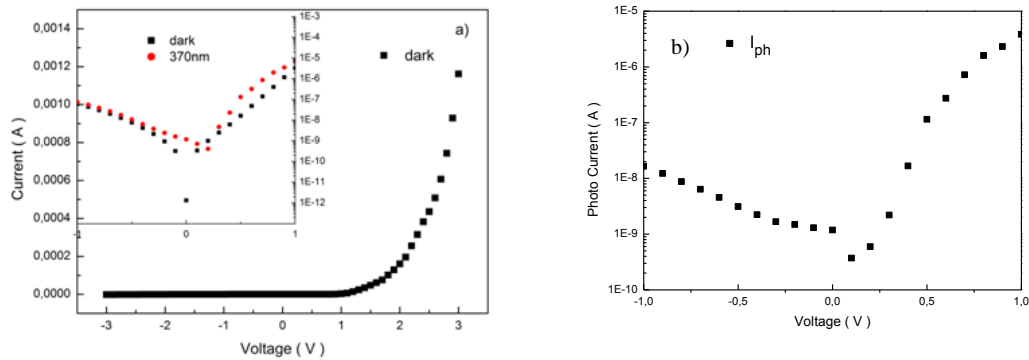 0,0014
0,0012
0,0010
0,0008
0,0006
0,0004
0,0002
0,0000
Current ( A )
-3
-2
-1
0
1
2
3
Voltage ( V )
a)
dark
dark
370nm
1E-3
1E-4
1E-5
1E-6
1E-7
1E-8
1E-9
1E-10
1E-11
1E-12
-1
0
1
b)
I_ph
1E-5
1E-6
1E-7
1E-8
1E-9
1E-10
Photo Current ( A )
-1,0
-0,5
0,0
0,5
1,0
Voltage ( V )